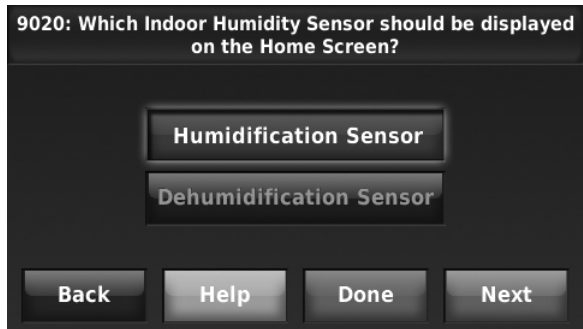 9020: Which Indoor Humidity Sensor should be displayed
on the Home Screen?
Humidification Sensor
Dehumidification Sensor
Back Help Done Next